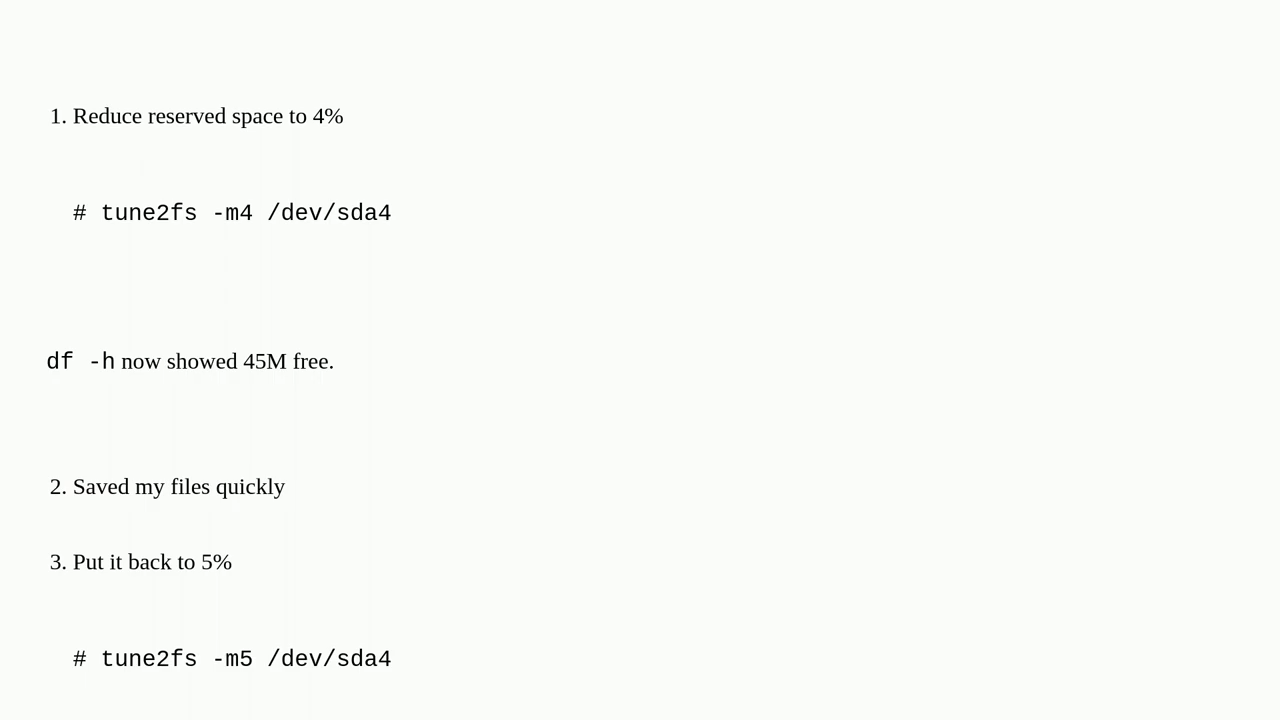 1. Reduce reserved space to 4%
# tune2fs -m4 /dev/sda4
df -h now showed 45M free.
2. Saved my files quickly
3. Put it back to 5%
# tune2fs -m5 /dev/sda4